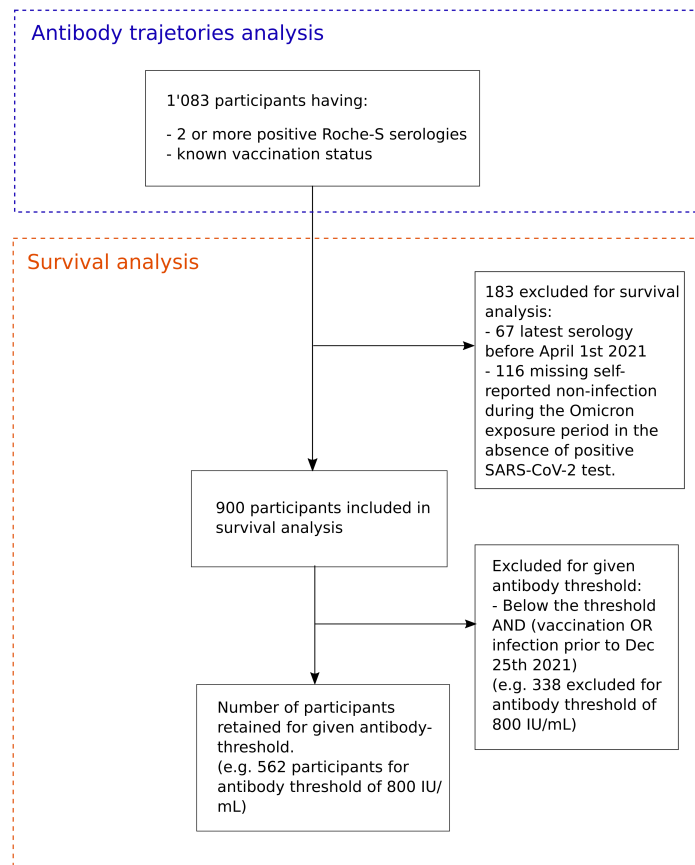 Antibody trajetories analysis
1'083 participants having:
- 2 or more positive Roche-S serologies
- known vaccination status
Survival analysis
183 excluded for survival
analysis:
- 67 latest serology
before April 1st 2021
- 116 missing self-
reported non-infection
during the Omicron
exposure period in the
absence of positive
SARS-CoV-2 test.
900 participants included in
survival analysis
Excluded for given
antibody threshold:
- Below the threshold
AND (vaccination OR
infection prior to Dec
25th 2021)
(e.g. 338 excluded for
antibody threshold of
800 IU/mL)
Number of participants
retained for given antibody-
threshold.
(e.g. 562 participants for
antibody threshold of 800 IU/
mL)